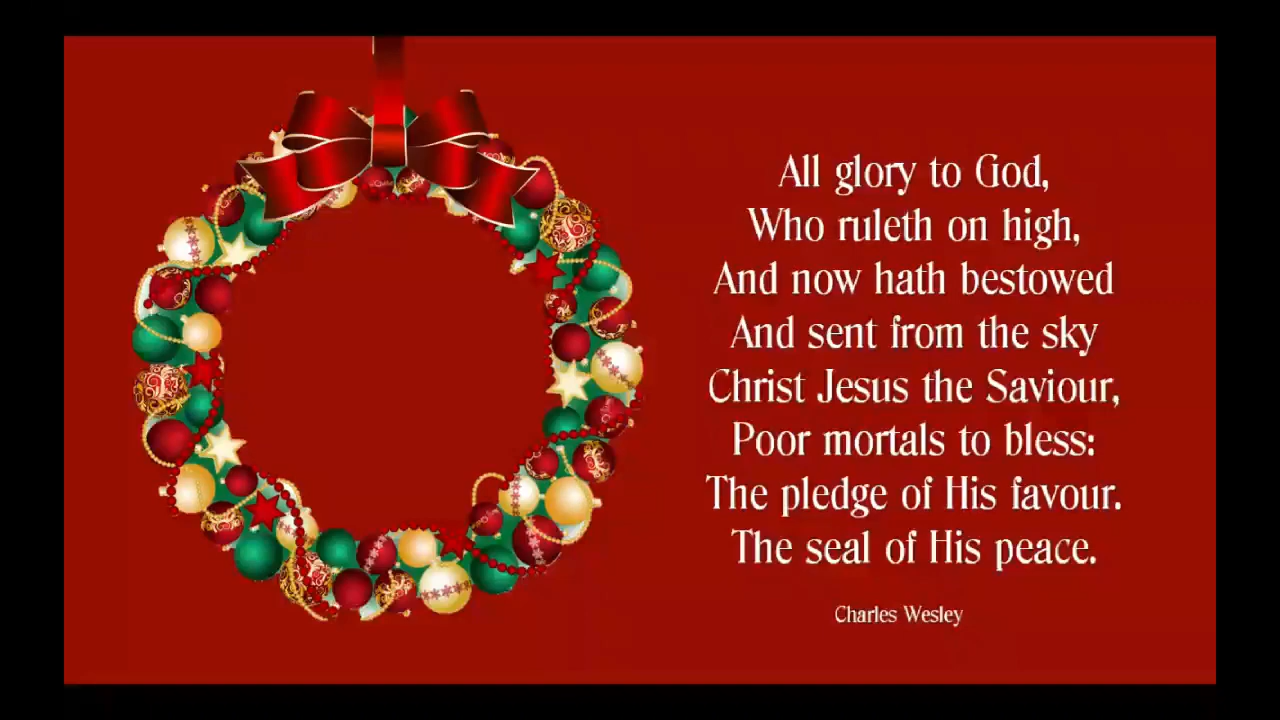 All glory to God,
Who ruleth on high,
And now hath bestowed
And sent from the sky
Christ Jesus the Saviour,
Poor mortals to bless:
The pledge of His favour.
The seal of His peace.
Charles Wesley